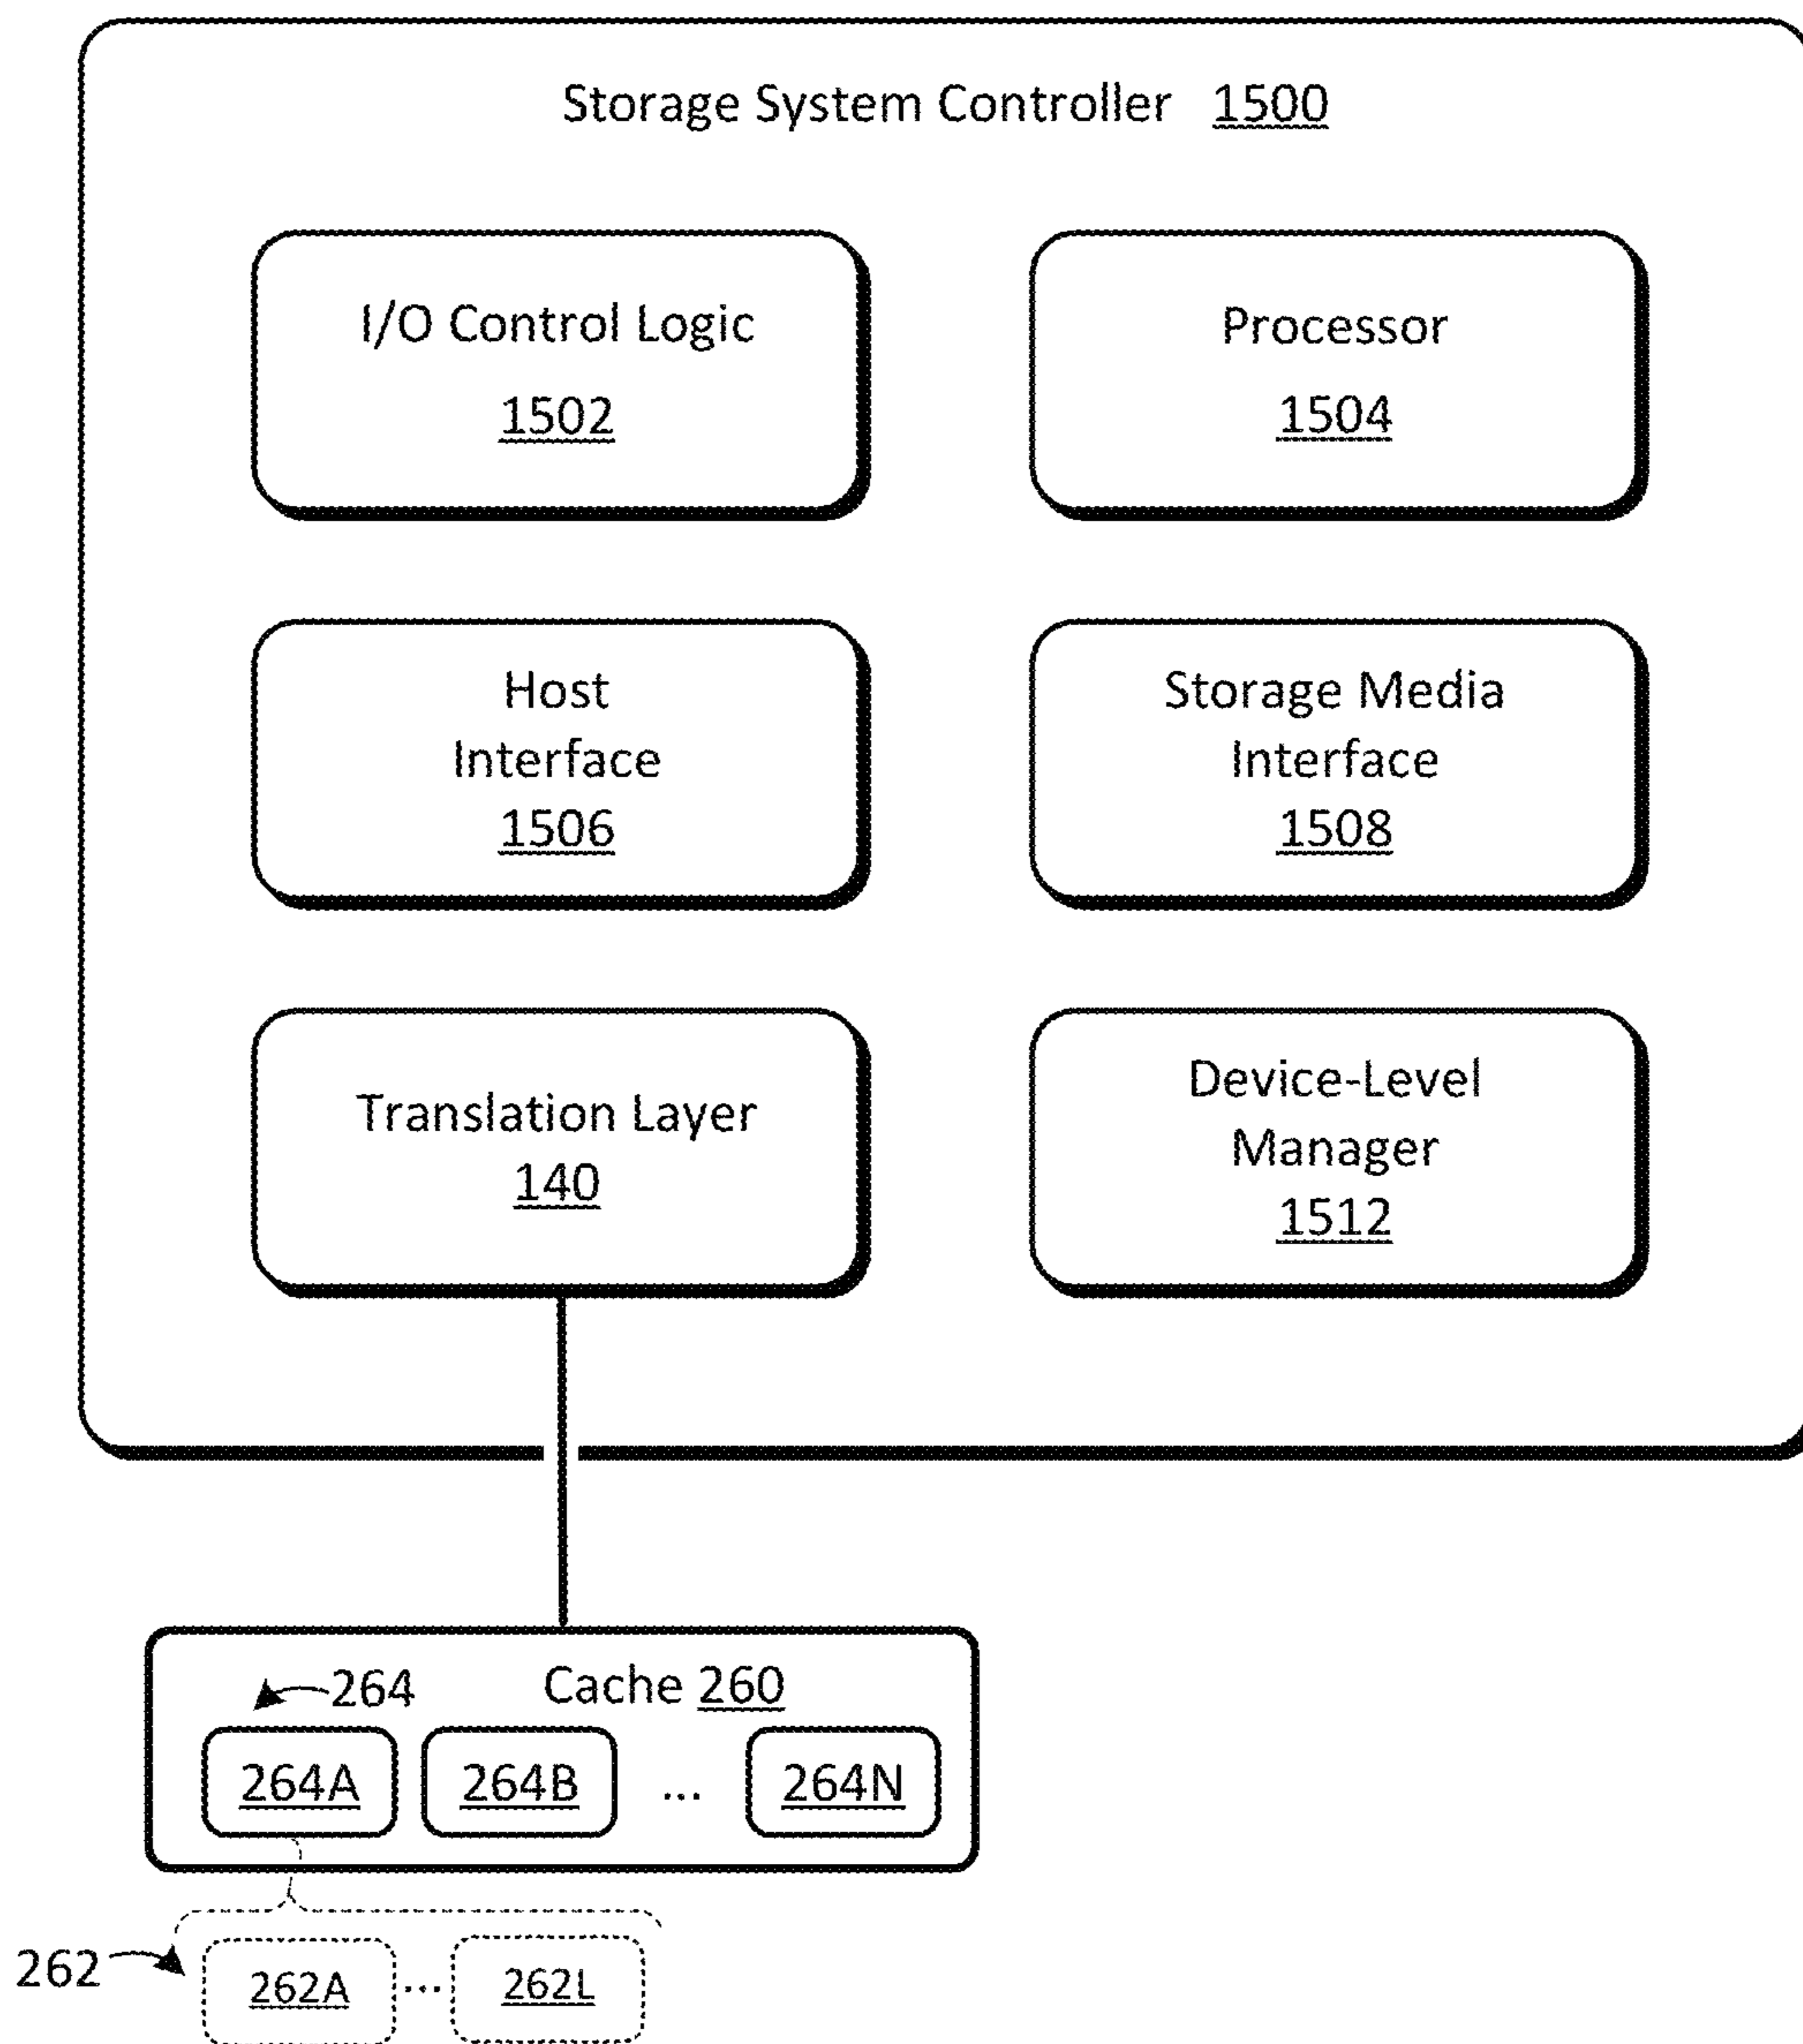 Storage System Controller 1500
I/O Control Logic
1502
Processor
1504
Host
Interface
1506
Storage Media
Interface
1508
Translation Layer
140
Device-Level
Manager
1512
264
Cache 260
264A
264B
...
264N
262
262A
...
262L